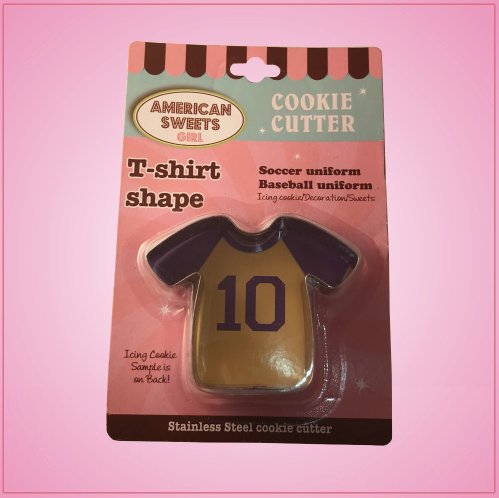 AMERICAN
SWEETS
GIRL
COOKIE
CUTTER
T-shirt
shape
Soccer uniform
Baseball uniform
Icing cookie/Decoration/Sweets
10
Icing Cookie
Sample is
on Back!
Stainless Steel cookie cutter